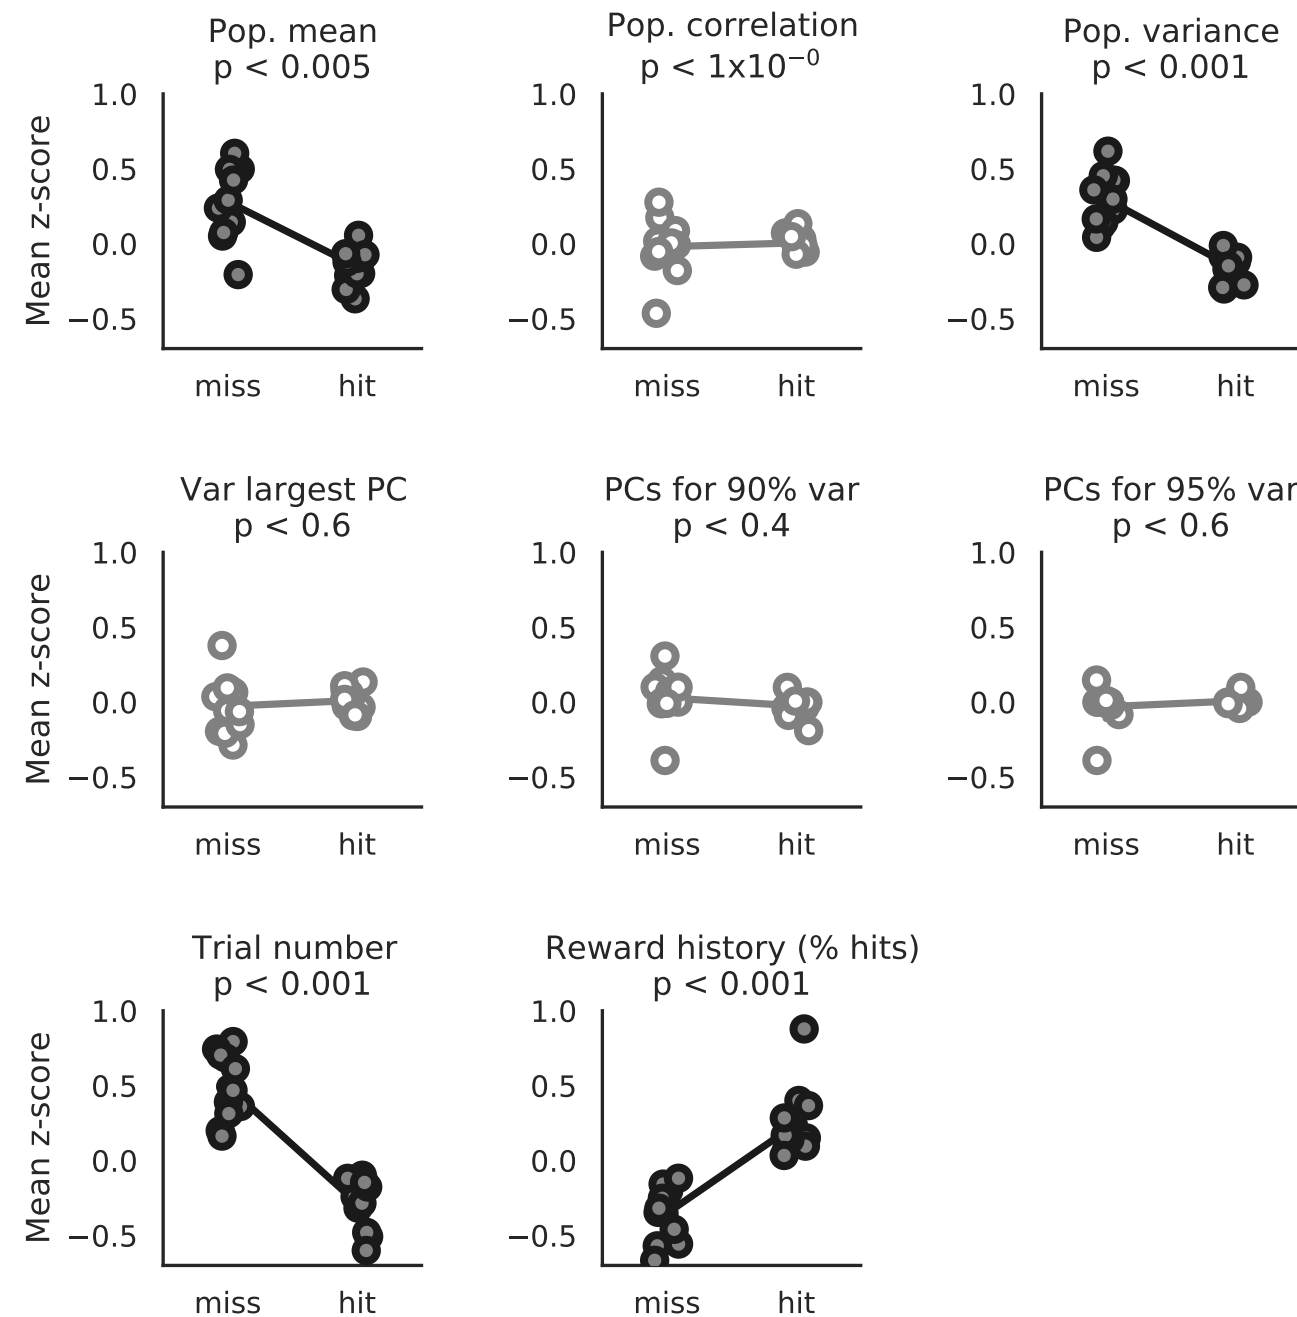 Pop. mean
p < 0.005
Pop. correlation
p < 1x10⁻⁰
Pop. variance
p < 0.001
Mean z-score
1.0
0.5
0.0
−0.5
miss hit
1.0
0.5
0.0
−0.5
miss hit
1.0
0.5
0.0
−0.5
miss hit
Var largest PC
p < 0.6
PCs for 90% var
p < 0.4
PCs for 95% var
p < 0.6
Mean z-score
1.0
0.5
0.0
−0.5
miss hit
1.0
0.5
0.0
−0.5
miss hit
1.0
0.5
0.0
−0.5
miss hit
Trial number
p < 0.001
Reward history (% hits)
p < 0.001
Mean z-score
1.0
0.5
0.0
−0.5
miss hit
1.0
0.5
0.0
−0.5
miss hit